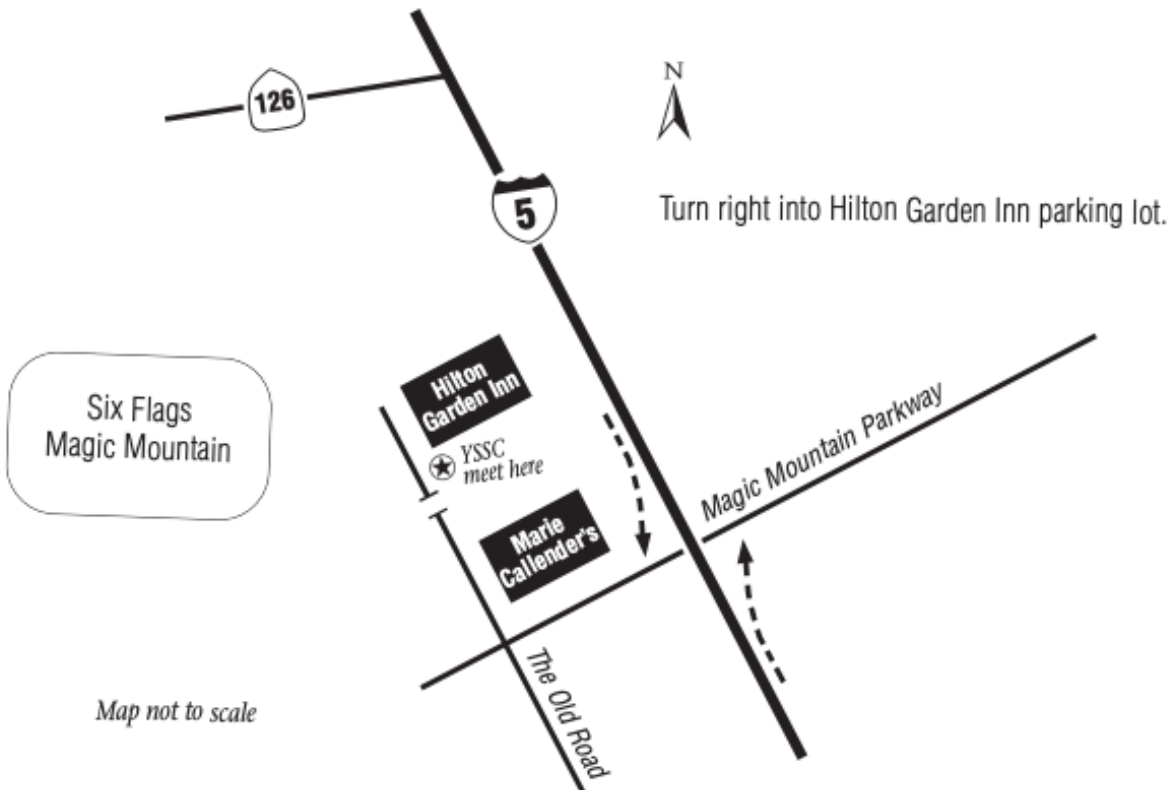 126
N
5
Turn right into Hilton Garden Inn parking lot.
Hilton
Garden Inn
Six Flags
Magic Mountain
YSSC
meet here
Magic Mountain Parkway
Marie
Callender's
The Old Road
Map not to scale